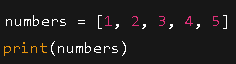 numbers = [1, 2, 3, 4, 5]
print(numbers)